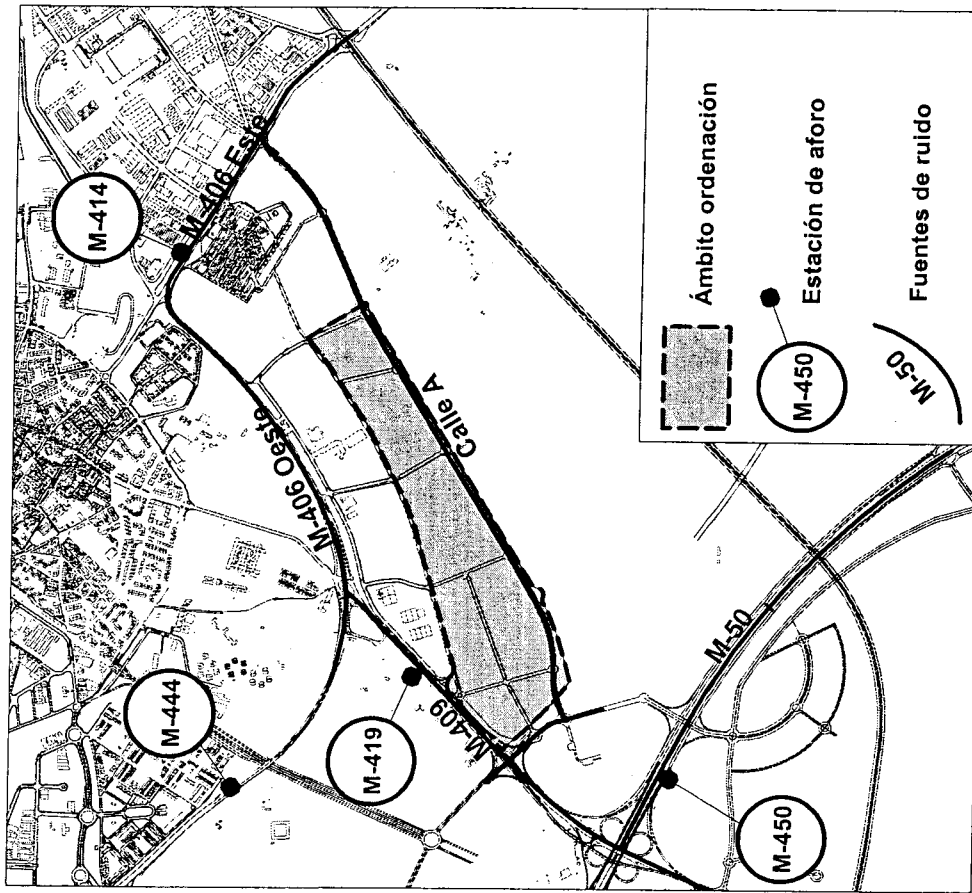 M-414
M-406 Este
M-406 Oeste
Calle A
M-444
M-419
M-409
M-50
M-450
Ámbito ordenación
M-450
Estación de aforo
M-50
Fuentes de ruido